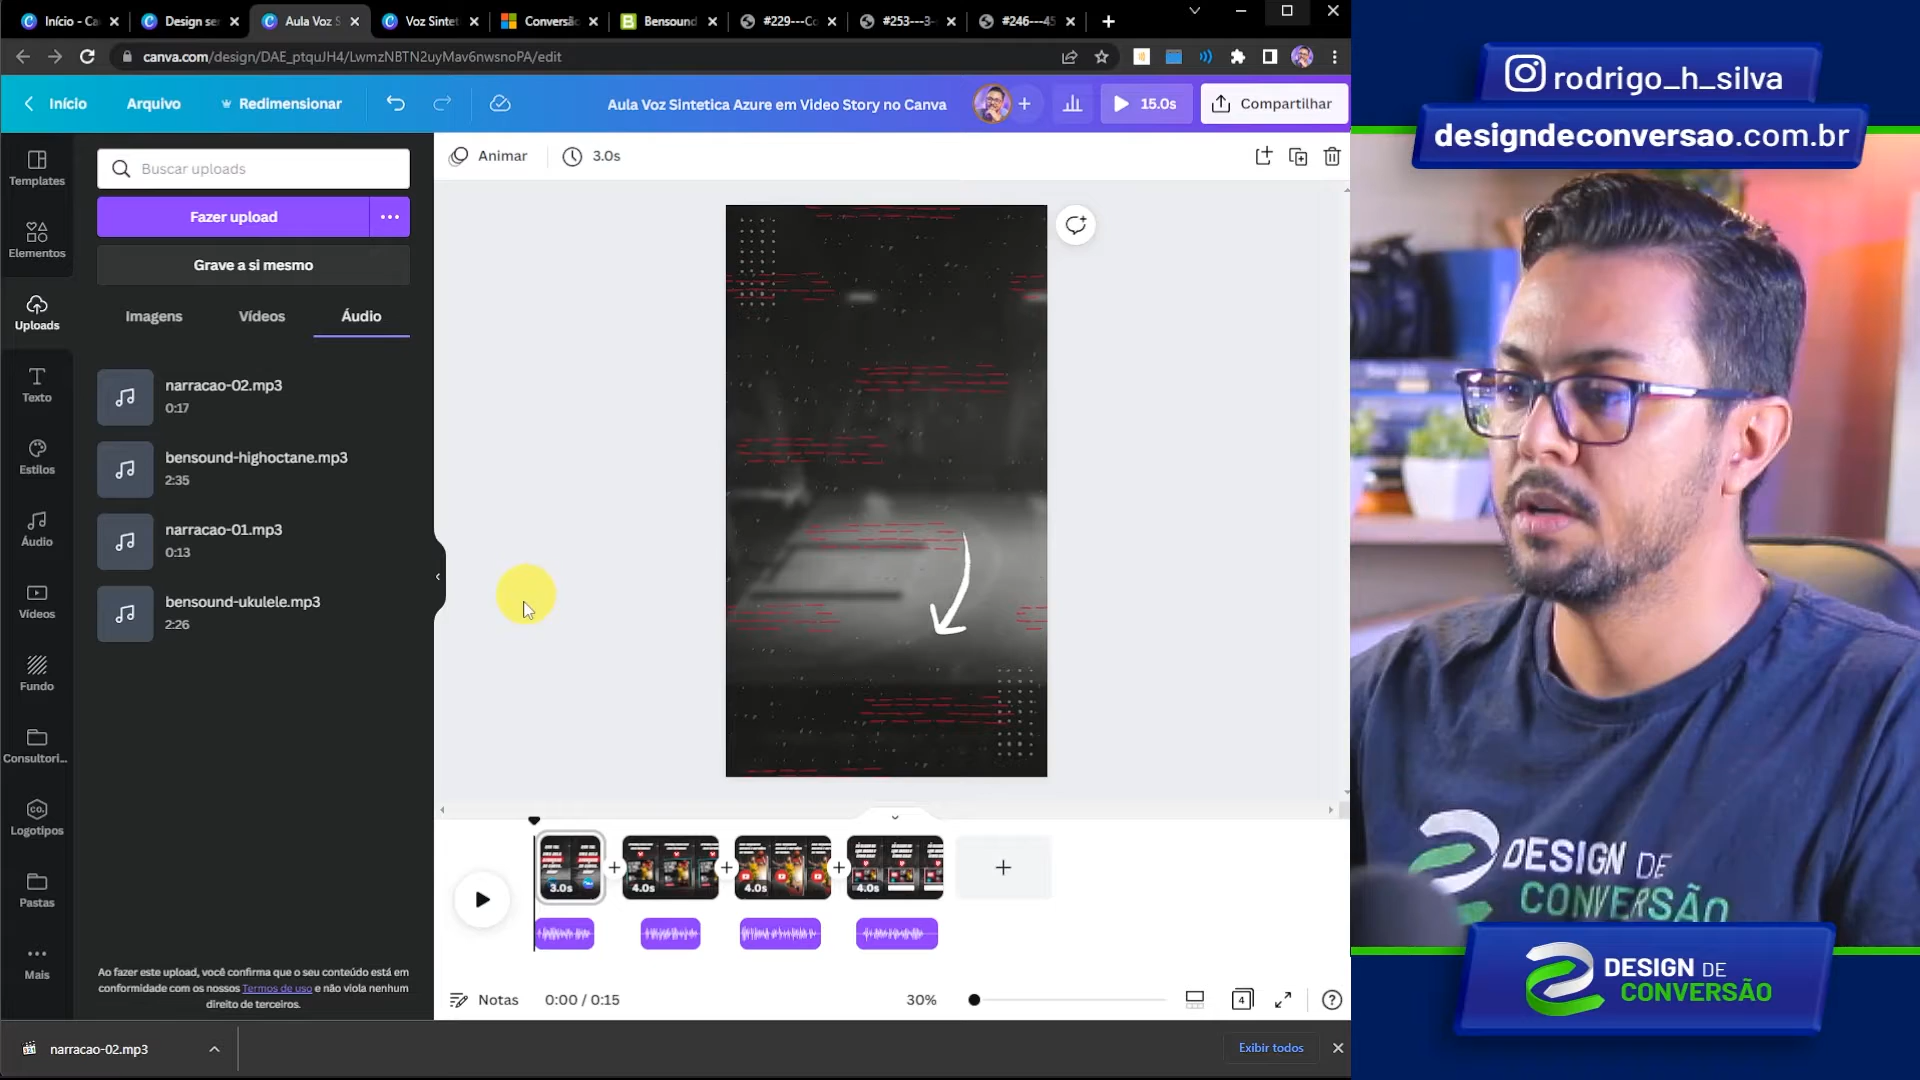 Início - Ca
Design se
Aula Voz S
Voz Sintet
Conversão
Bensound
#229---Co
#253---3-
#246---45
canva.com/design/DAE_ptquJH4/LwmzNBTN2uyMav6nwsnoPA/edit
Início
Arquivo
Redimensionar
Aula Voz Sintetica Azure em Video Story no Canva
15.0s
Compartilhar
Templates
Elementos
Uploads
Texto
Estilos
Áudio
Vídeos
Fundo
Consultori...
Logotipos
Pastas
Mais
Buscar uploads
Fazer upload
Grave a si mesmo
Imagens
Vídeos
Áudio
narracao-02.mp3
0:17
bensound-highoctane.mp3
2:35
narracao-01.mp3
0:13
bensound-ukulele.mp3
2:26
Ao fazer este upload, você confirma que o seu conteúdo está em
conformidade com os nossos Termos de uso e não viola nenhum
direito de terceiros.
Animar
3.0s
3.0s
4.0s
4.0s
4.0s
Notas
0:00 / 0:15
30%
4
narracao-02.mp3
Exibir todos
rodrigo_h_silva
designdeconversao.com.br
DESIGN DE
CONVERSÃO
DESIGN DE
CONVERSÃO